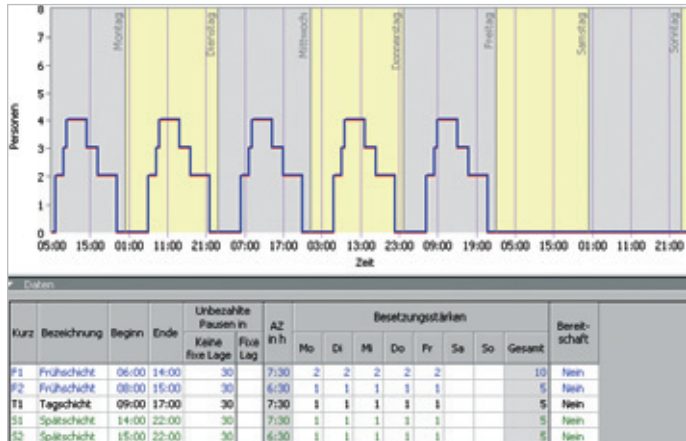 8
7
6
5
4
3
2
1
0
Personen
Montag
Dienstag
Mittwoch
Donnerstag
Freitag
Samstag
Sonntag
05:00 15:00 01:00 11:00 21:00 07:00 17:00 03:00 13:00 23:00 09:00 19:00 05:00 15:00 01:00 11:00 21:00
Zeit
Daten
Kurz Bezeichnung Beginn Ende Unbezahlte Pausen in AZ in h Besetzungsstärken Bereit-schaft
Keine fixe Lage Fixe Lag Mo Di Mi Do Fr Sa So Gesamt
F1 Frühschicht 06:00 14:00 30 7:30 2 2 2 2 2 10 Nein
F2 Frühschicht 08:00 15:00 30 6:30 1 1 1 1 1 5 Nein
T1 Tagschicht 09:00 17:00 30 7:30 1 1 1 1 1 5 Nein
S1 Spätschicht 14:00 22:00 30 7:30 1 1 1 1 1 5 Nein
S2 Spätschicht 15:00 22:00 30 6:30 1 1 1 1 1 5 Nein